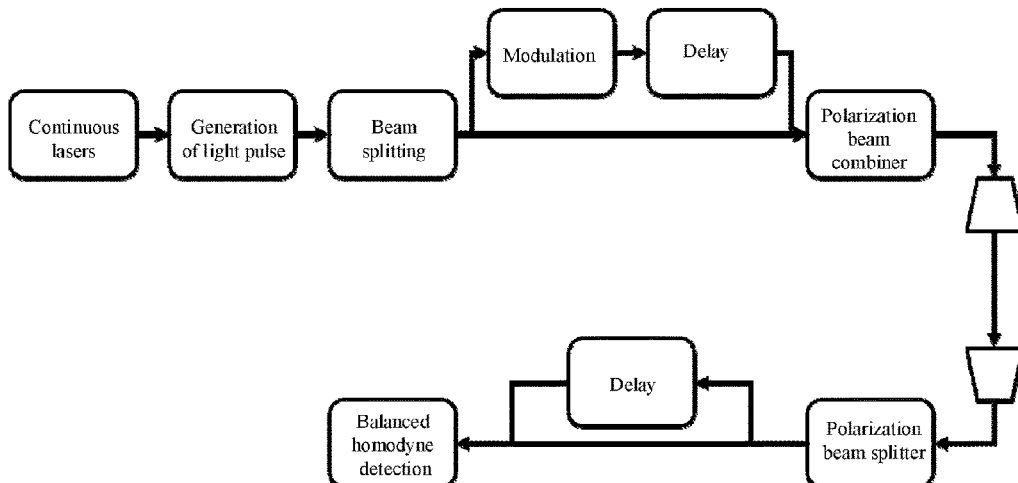 Modulation
Delay
Continuous
lasers
Generation
of light pulse
Beam
splitting
Polarization
beam
combiner
Delay
Balanced
homodyne
detection
Polarization
beam splitter